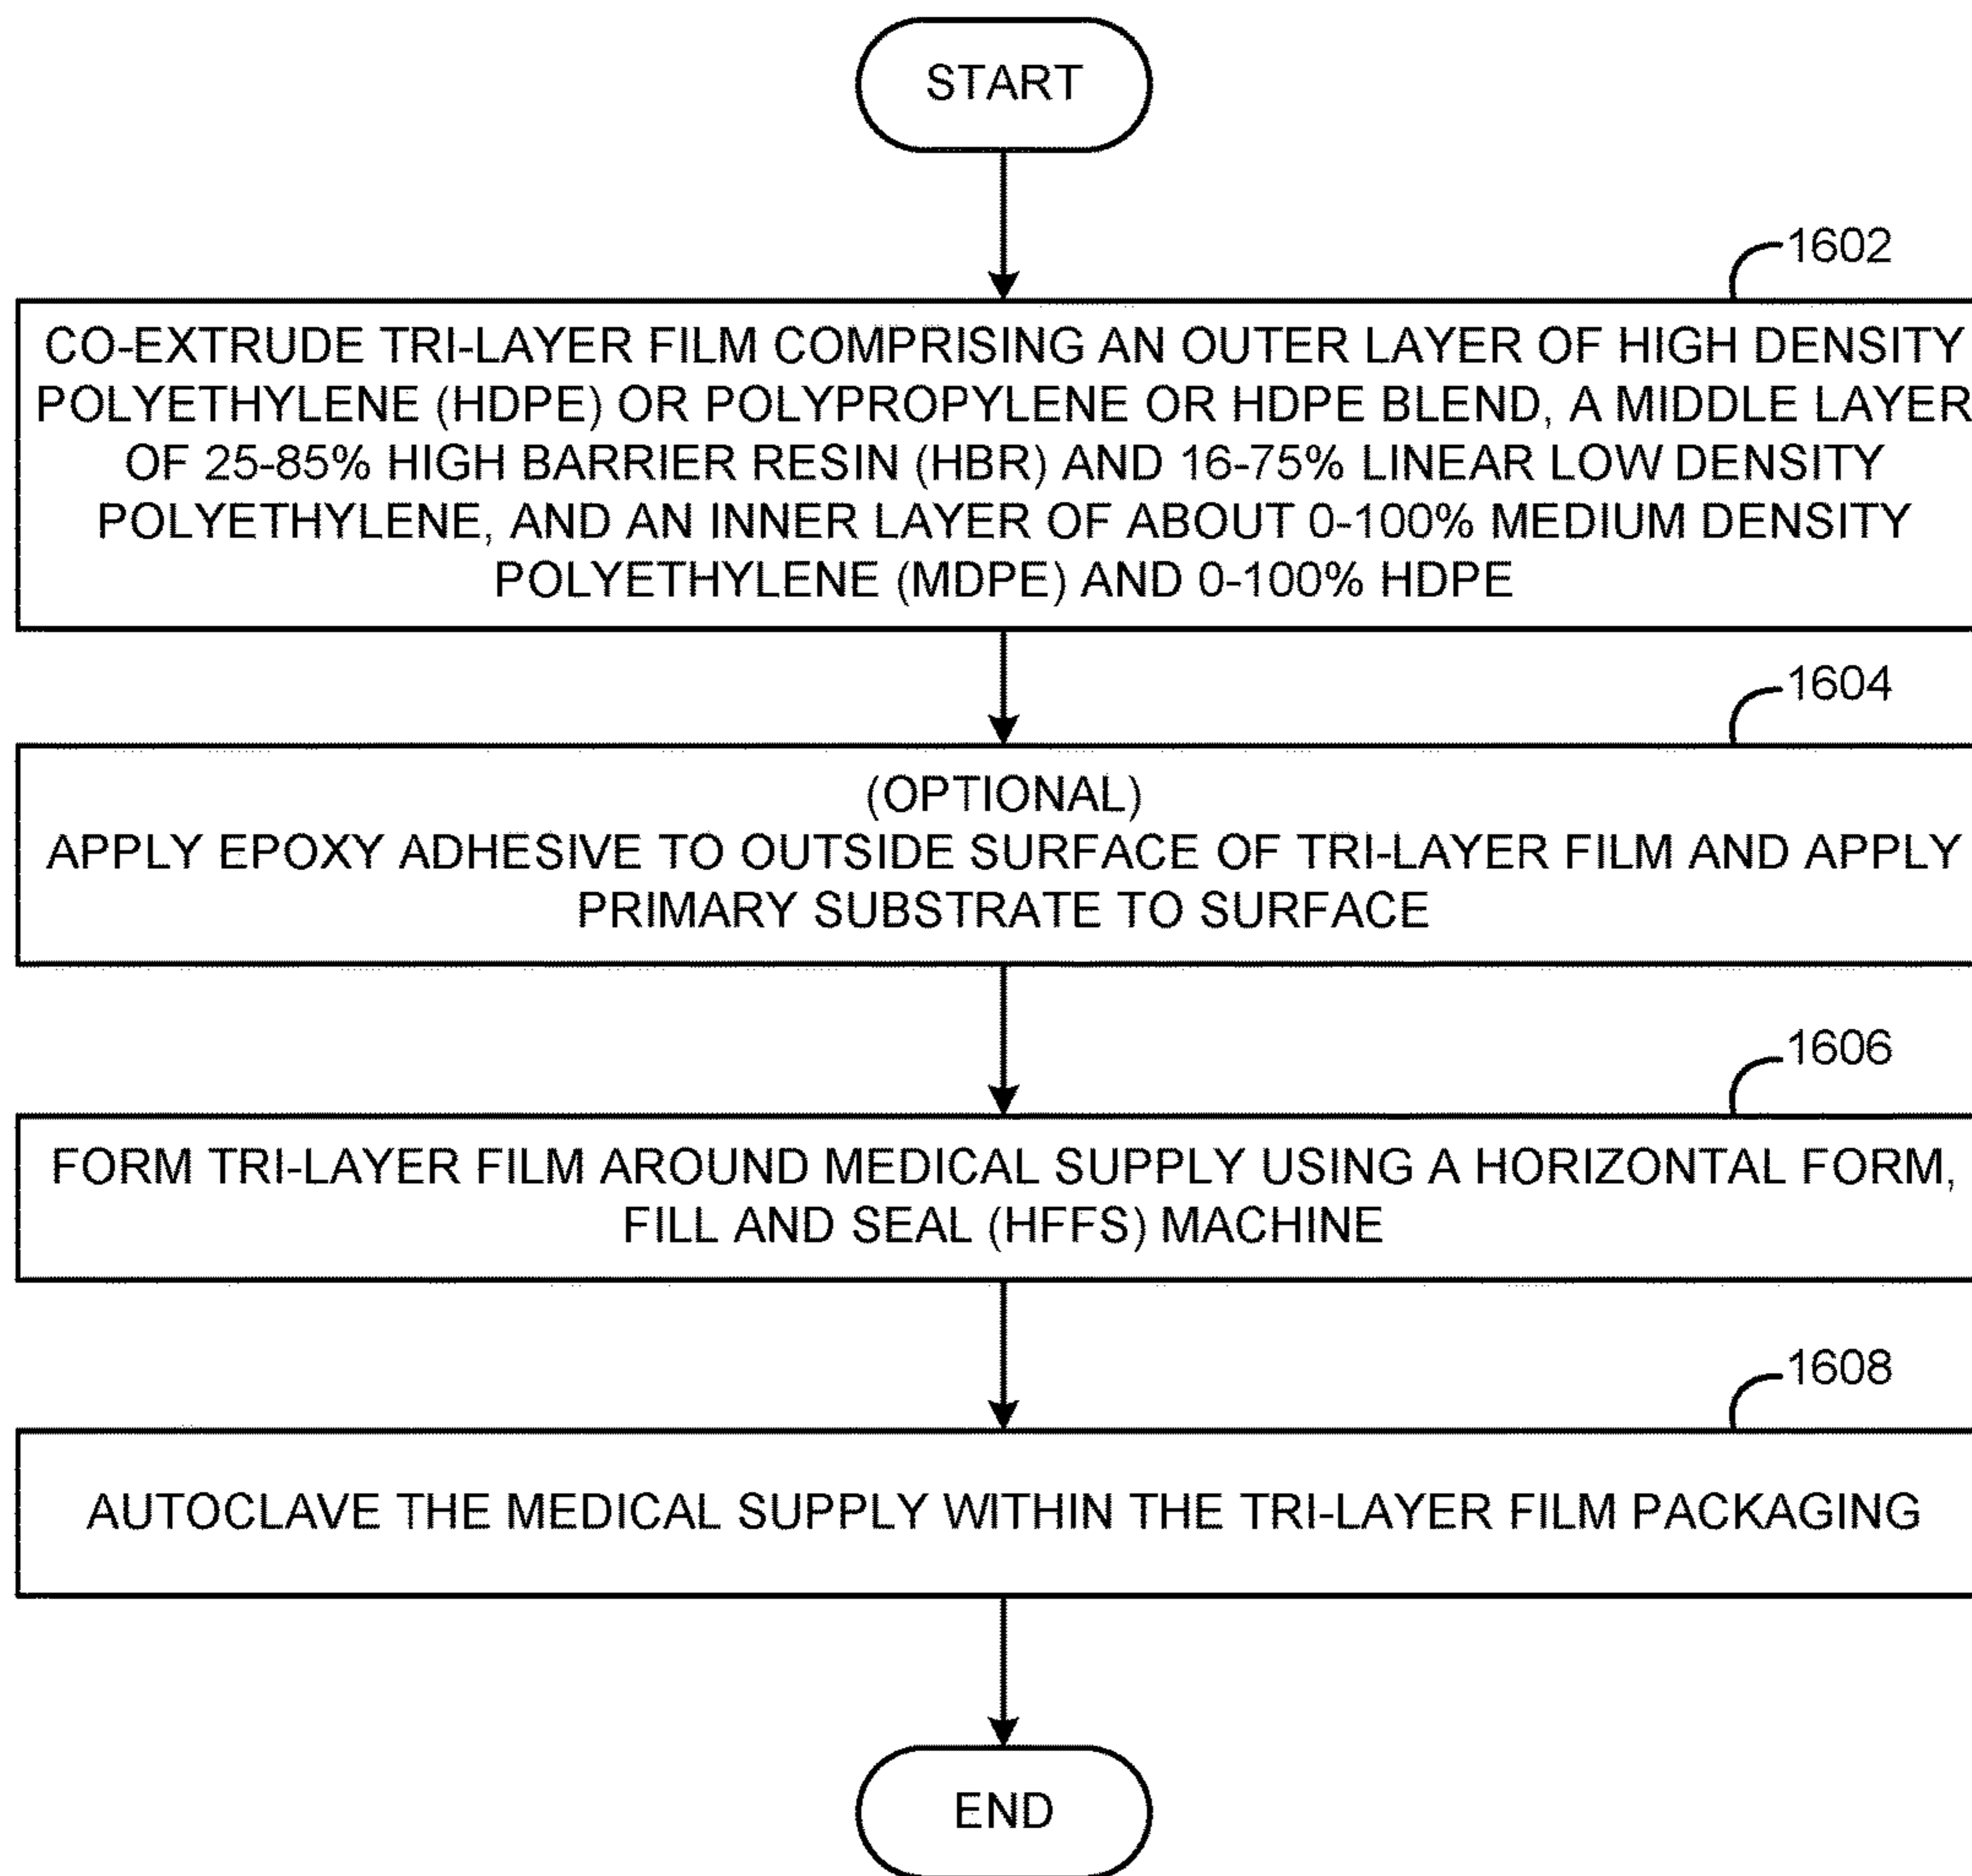 START
1602
CO-EXTRUDE TRI-LAYER FILM COMPRISING AN OUTER LAYER OF HIGH DENSITY
POLYETHYLENE (HDPE) OR POLYPROPYLENE OR HDPE BLEND, A MIDDLE LAYER
OF 25-85% HIGH BARRIER RESIN (HBR) AND 16-75% LINEAR LOW DENSITY
POLYETHYLENE, AND AN INNER LAYER OF ABOUT 0-100% MEDIUM DENSITY
POLYETHYLENE (MDPE) AND 0-100% HDPE
1604
(OPTIONAL)
APPLY EPOXY ADHESIVE TO OUTSIDE SURFACE OF TRI-LAYER FILM AND APPLY
PRIMARY SUBSTRATE TO SURFACE
1606
FORM TRI-LAYER FILM AROUND MEDICAL SUPPLY USING A HORIZONTAL FORM,
FILL AND SEAL (HFFS) MACHINE
1608
AUTOCLAVE THE MEDICAL SUPPLY WITHIN THE TRI-LAYER FILM PACKAGING
END